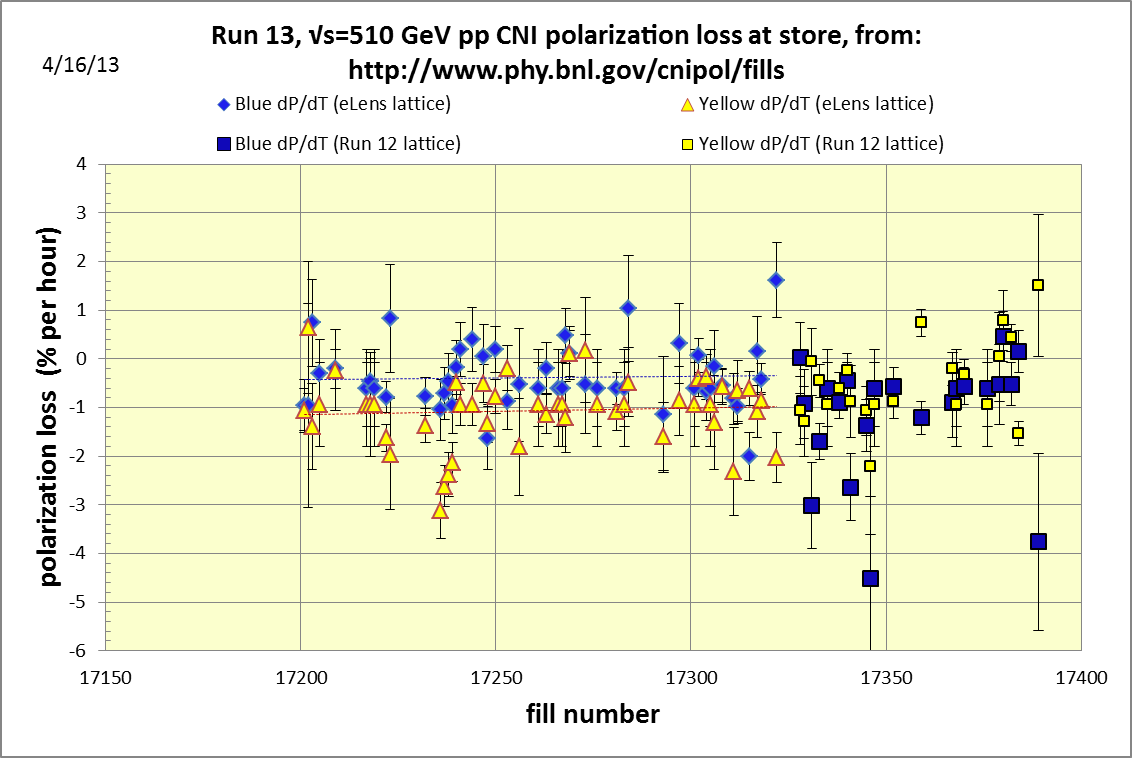 Run 13, √s=510 GeV pp CNI polarization loss at store, from:
http://www.phy.bnl.gov/cnipol/fills
4/16/13
Blue dP/dT (eLens lattice)
Yellow dP/dT (eLens lattice)
Blue dP/dT (Run 12 lattice)
Yellow dP/dT (Run 12 lattice)
4
3
2
1
0
-1
-2
-3
-4
-5
-6
polarization loss (% per hour)
17150
17200
17250
17300
17350
17400
fill number